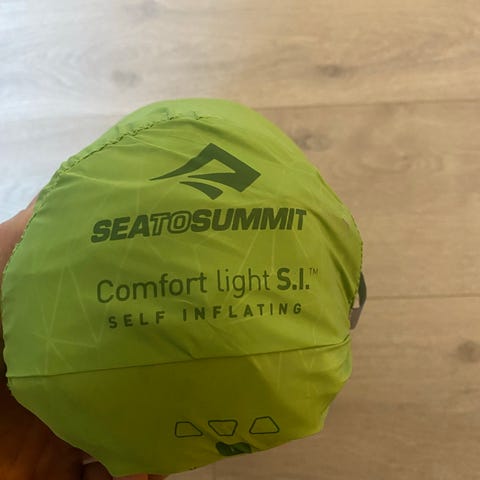 SEATOSUMMIT
Comfort light S.I.™
SELF INFLATING